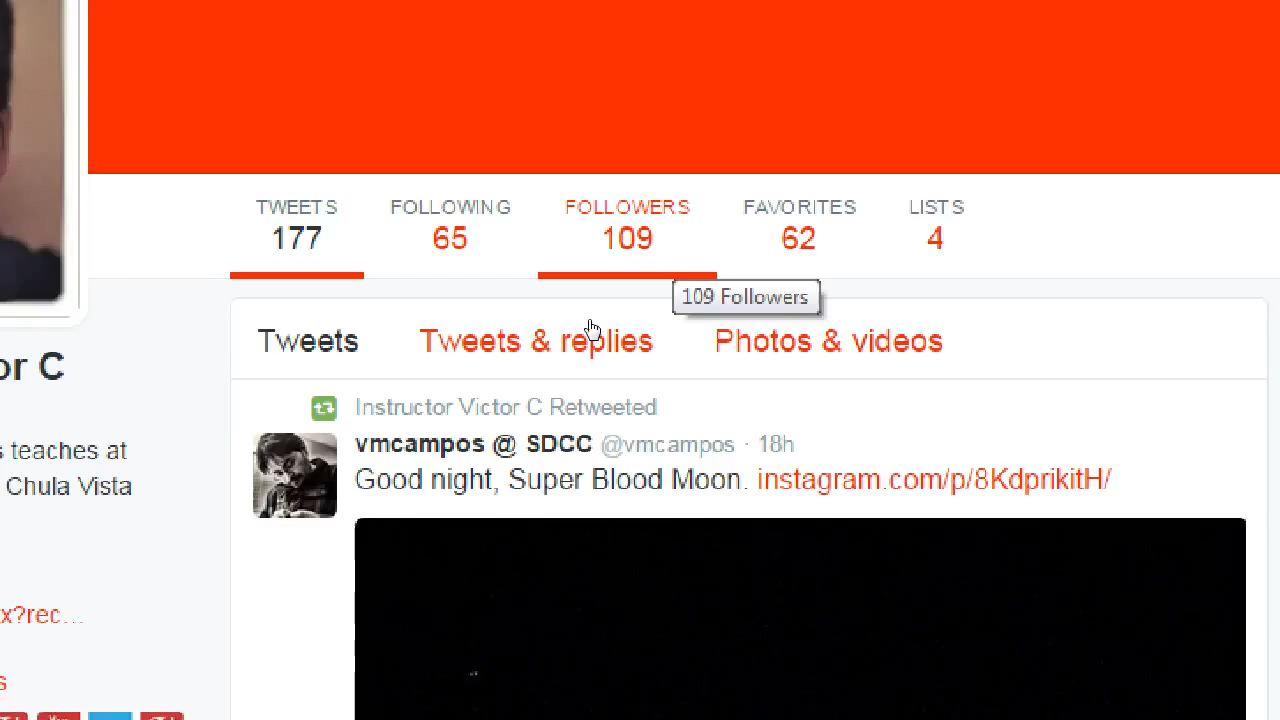 TWEETS FOLLOWING FOLLOWERS FAVORITES LISTS
177 65 109 62 4
109 Followers
Tweets Tweets & replies Photos & videos
or C
Instructor Victor C Retweeted
vmcampos @ SDCC @vmcampos · 18h
s teaches at
Good night, Super Blood Moon. instagram.com/p/8KdprikitH/
Chula Vista
x?rec...
s